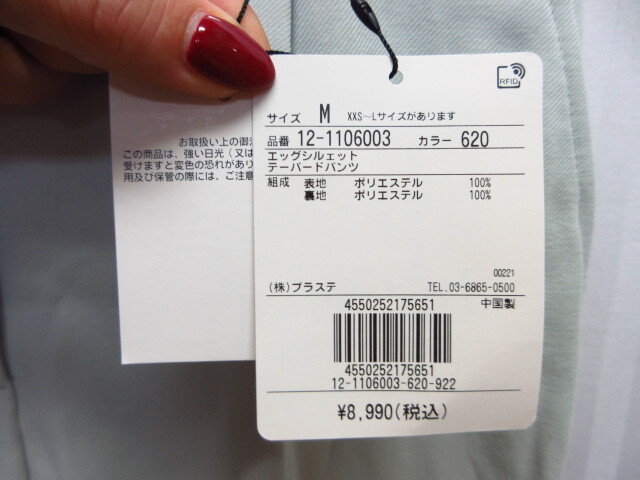 RFID
サイズ M XXS～Lサイズがあります
品番 12-1106003 カラー 620
エッグシルェット
テーパードパンツ
組成 表地 ポリエステル 100%
裏地 ポリエステル 100%
00221
(株)プラステ TEL.03-6865-0500
4550252175651 中国製
4550252175651
12-1106003-620-922
¥8,990(税込)
お取扱い上の御注
この商品は、強い日光(又は
受けますと変色の恐れがあり
用及び保管の際には、ご注意